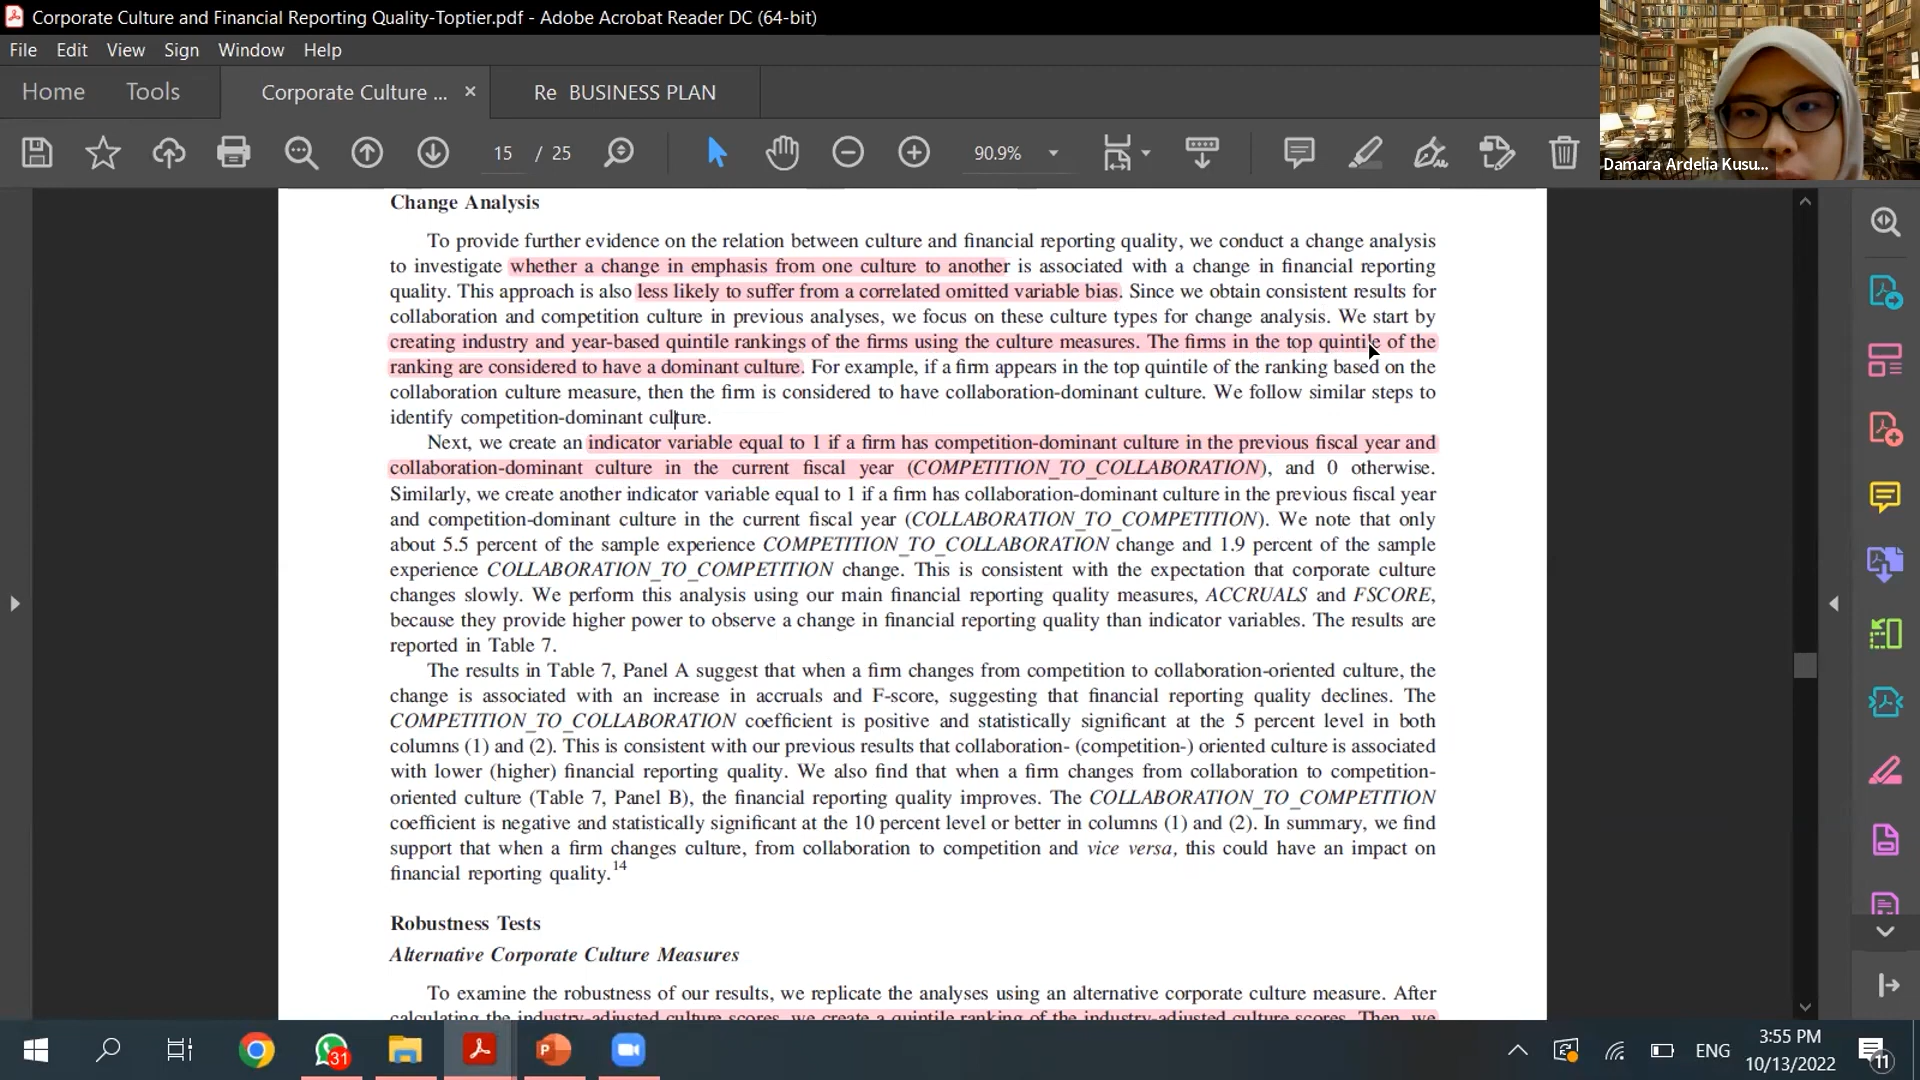 Corporate Culture and Financial Reporting Quality-Toptier.pdf - Adobe Acrobat Reader DC (64-bit)
File Edit View Sign Window Help
Home Tools Corporate Culture ... × Re BUSINESS PLAN
15 / 25 90.9%
Damara Ardelia Kusu...
Change Analysis
To provide further evidence on the relation between culture and financial reporting quality, we conduct a change analysis
to investigate whether a change in emphasis from one culture to another is associated with a change in financial reporting
quality. This approach is also less likely to suffer from a correlated omitted variable bias. Since we obtain consistent results for
collaboration and competition culture in previous analyses, we focus on these culture types for change analysis. We start by
creating industry and year-based quintile rankings of the firms using the culture measures. The firms in the top quintile of the
ranking are considered to have a dominant culture. For example, if a firm appears in the top quintile of the ranking based on the
collaboration culture measure, then the firm is considered to have collaboration-dominant culture. We follow similar steps to
identify competition-dominant culture.
Next, we create an indicator variable equal to 1 if a firm has competition-dominant culture in the previous fiscal year and
collaboration-dominant culture in the current fiscal year (COMPETITION_TO_COLLABORATION), and 0 otherwise.
Similarly, we create another indicator variable equal to 1 if a firm has collaboration-dominant culture in the previous fiscal year
and competition-dominant culture in the current fiscal year (COLLABORATION_TO_COMPETITION). We note that only
about 5.5 percent of the sample experience COMPETITION_TO_COLLABORATION change and 1.9 percent of the sample
experience COLLABORATION_TO_COMPETITION change. This is consistent with the expectation that corporate culture
changes slowly. We perform this analysis using our main financial reporting quality measures, ACCRUALS and FSCORE,
because they provide higher power to observe a change in financial reporting quality than indicator variables. The results are
reported in Table 7.
The results in Table 7, Panel A suggest that when a firm changes from competition to collaboration-oriented culture, the
change is associated with an increase in accruals and F-score, suggesting that financial reporting quality declines. The
COMPETITION_TO_COLLABORATION coefficient is positive and statistically significant at the 5 percent level in both
columns (1) and (2). This is consistent with our previous results that collaboration- (competition-) oriented culture is associated
with lower (higher) financial reporting quality. We also find that when a firm changes from collaboration to competition-
oriented culture (Table 7, Panel B), the financial reporting quality improves. The COLLABORATION_TO_COMPETITION
coefficient is negative and statistically significant at the 10 percent level or better in columns (1) and (2). In summary, we find
support that when a firm changes culture, from collaboration to competition and vice versa, this could have an impact on
financial reporting quality.14
Robustness Tests
Alternative Corporate Culture Measures
To examine the robustness of our results, we replicate the analyses using an alternative corporate culture measure. After
calculating the industry-adjusted culture scores, we create a quintile ranking of the industry-adjusted culture scores. Then, we
31
ENG
3:55 PM
10/13/2022
11